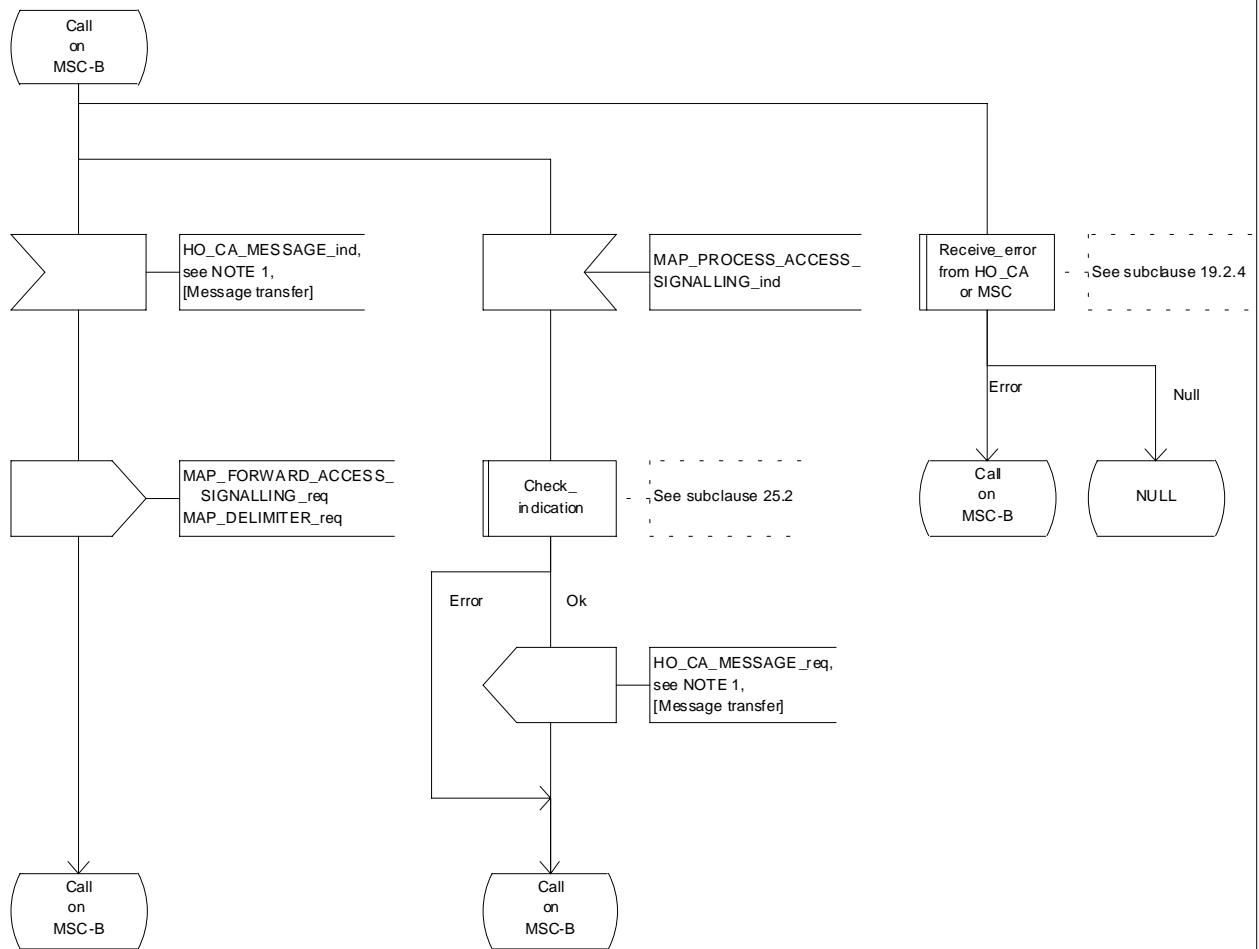 Call
on
MSC-B
HO_CA_MESSAGE_ind,
see NOTE 1,
[Message transfer]
MAP_PROCESS_ACCESS_
SIGNALLING_ind
Receive_error
from HO_CA
or MSC
See subclause 19.2.4
Error
Null
MAP_FORWARD_ACCESS_
SIGNALLING_req
MAP_DELIMITER_req
Check_
indication
See subclause 25.2
Call
on
MSC-B
NULL
Error
Ok
HO_CA_MESSAGE_req,
see NOTE 1,
[Message transfer]
Call
on
MSC-B
Call
on
MSC-B